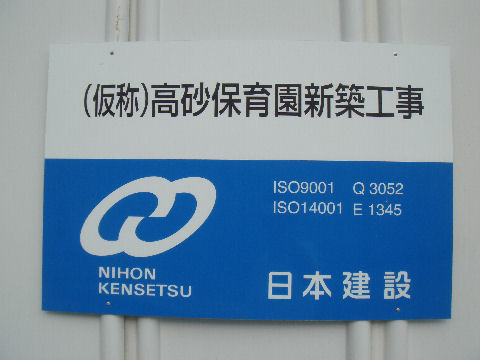 (仮称)高砂保育園新築工事
ISO9001 Q 3052
ISO14001 E 1345
NIHON
KENSETSU
日本建設